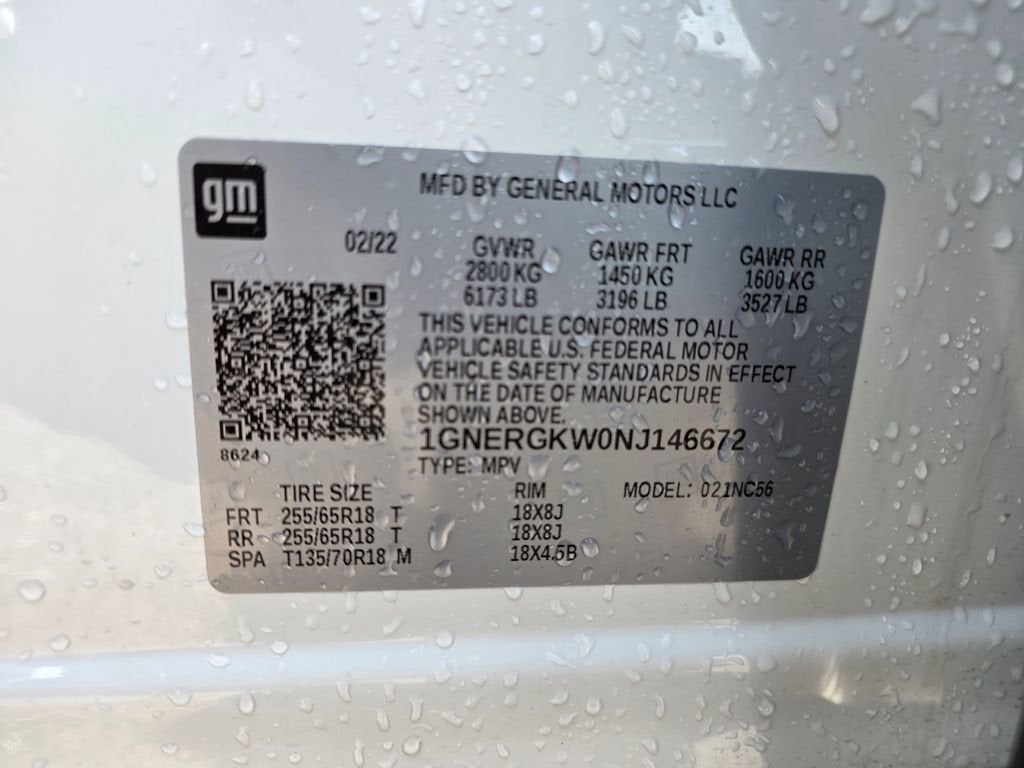 gm
MFD BY GENERAL MOTORS LLC
02/22
GVWR GAWR FRT GAWR RR
2800 KG 1450 KG 1600 KG
6173 LB 3196 LB 3527 LB
THIS VEHICLE CONFORMS TO ALL
APPLICABLE U.S. FEDERAL MOTOR
VEHICLE SAFETY STANDARDS IN EFFECT
ON THE DATE OF MANUFACTURE
SHOWN ABOVE.
1GNERGKW0NJ146672
8624
TYPE: MPV
TIRE SIZE RIM MODEL: 021NC56
FRT 255/65R18 T 18X8J
RR 255/65R18 T 18X8J
SPA T135/70R18 M 18X4.5B